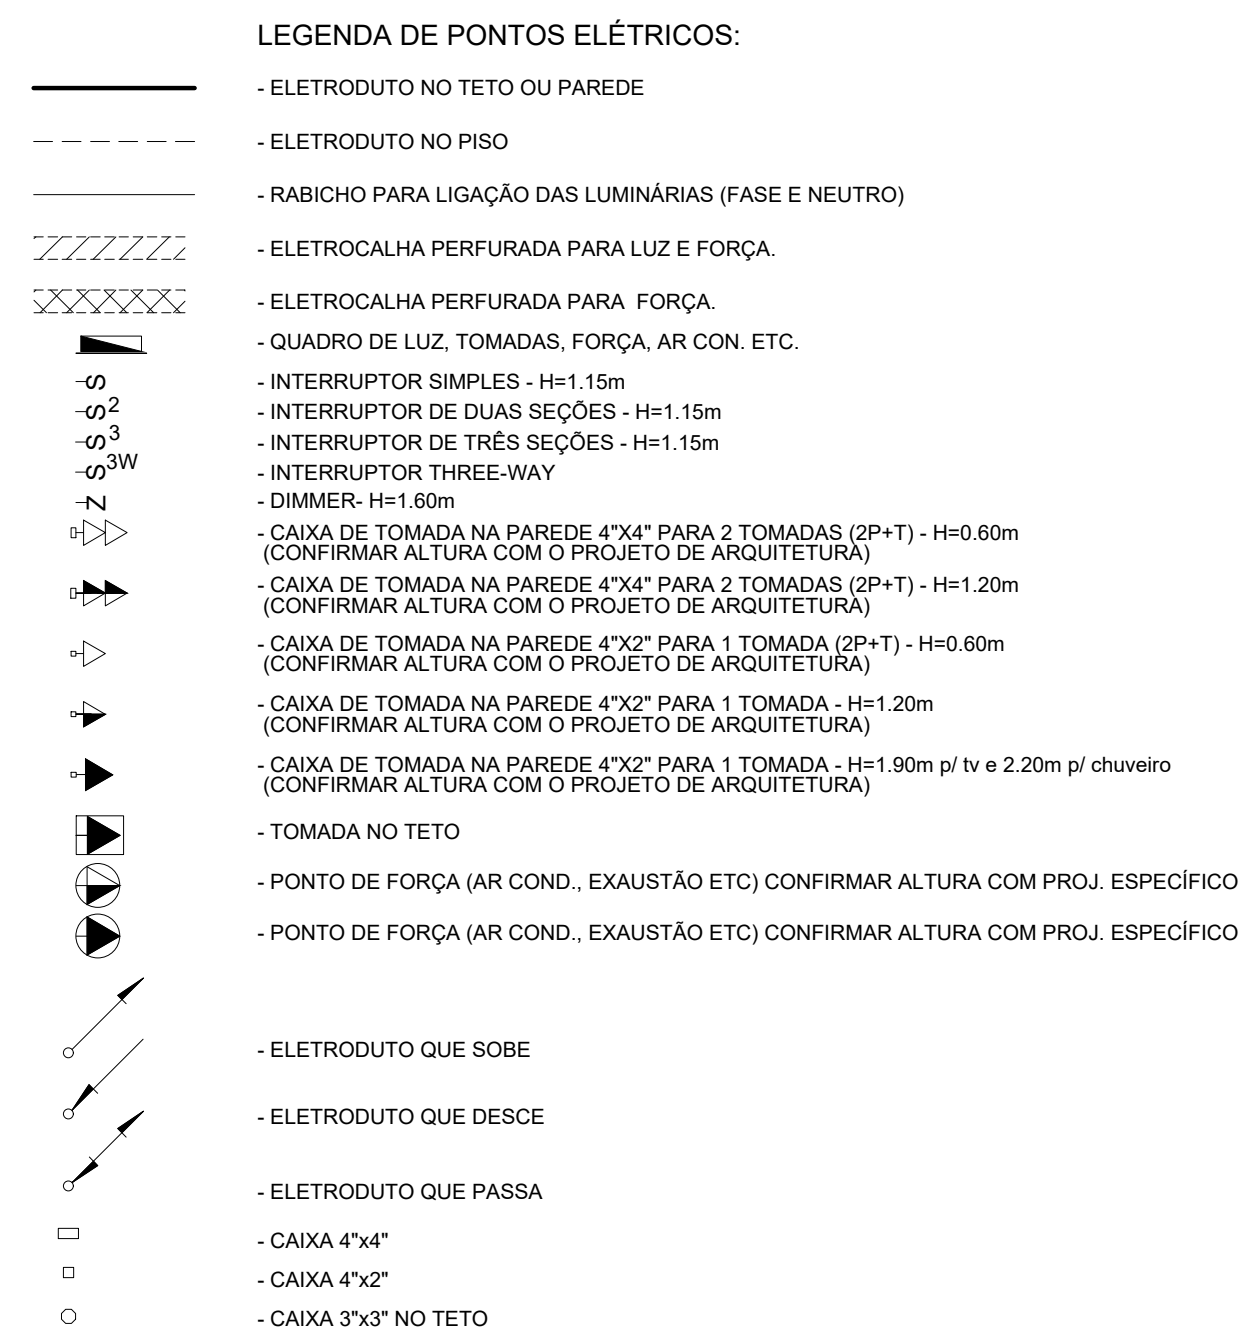 LEGENDA DE PONTOS ELÉTRICOS:
- ELETRODUTO NO TETO OU PAREDE
- ELETRODUTO NO PISO
- RABICHO PARA LIGAÇÃO DAS LUMINÁRIAS (FASE E NEUTRO)
- ELETROCALHA PERFURADA PARA LUZ E FORÇA.
- ELETROCALHA PERFURADA PARA  FORÇA.
- QUADRO DE LUZ, TOMADAS, FORÇA, AR CON. ETC.
S - INTERRUPTOR SIMPLES - H=1.15m
S2 - INTERRUPTOR DE DUAS SEÇÕES - H=1.15m
S3 - INTERRUPTOR DE TRÊS SEÇÕES - H=1.15m
S3W - INTERRUPTOR THREE-WAY
Z - DIMMER- H=1.60m
- CAIXA DE TOMADA NA PAREDE 4"X4" PARA 2 TOMADAS (2P+T) - H=0.60m
(CONFIRMAR ALTURA COM O PROJETO DE ARQUITETURA)
- CAIXA DE TOMADA NA PAREDE 4"X4" PARA 2 TOMADAS (2P+T) - H=1.20m
(CONFIRMAR ALTURA COM O PROJETO DE ARQUITETURA)
- CAIXA DE TOMADA NA PAREDE 4"X2" PARA 1 TOMADA (2P+T) - H=0.60m
(CONFIRMAR ALTURA COM O PROJETO DE ARQUITETURA)
- CAIXA DE TOMADA NA PAREDE 4"X2" PARA 1 TOMADA - H=1.20m
(CONFIRMAR ALTURA COM O PROJETO DE ARQUITETURA)
- CAIXA DE TOMADA NA PAREDE 4"X2" PARA 1 TOMADA - H=1.90m p/ tv e 2.20m p/ chuveiro
(CONFIRMAR ALTURA COM O PROJETO DE ARQUITETURA)
- TOMADA NO TETO
- PONTO DE FORÇA (AR COND., EXAUSTÃO ETC) CONFIRMAR ALTURA COM PROJ. ESPECÍFICO
- PONTO DE FORÇA (AR COND., EXAUSTÃO ETC) CONFIRMAR ALTURA COM PROJ. ESPECÍFICO
- ELETRODUTO QUE SOBE
- ELETRODUTO QUE DESCE
- ELETRODUTO QUE PASSA
- CAIXA 4"x4"
- CAIXA 4"x2"
- CAIXA 3"x3" NO TETO